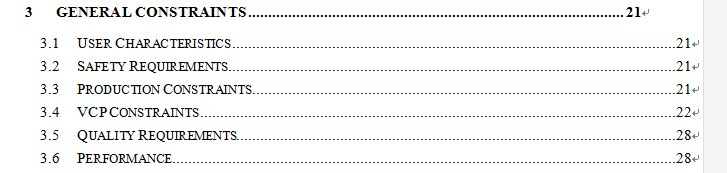 3 GENERAL CONSTRAINTS 21
3.1 USER CHARACTERISTICS 21
3.2 SAFETY REQUIREMENTS 21
3.3 PRODUCTION CONSTRAINTS 21
3.4 VCP CONSTRAINTS 22
3.5 QUALITY REQUIREMENTS 28
3.6 PERFORMANCE 28